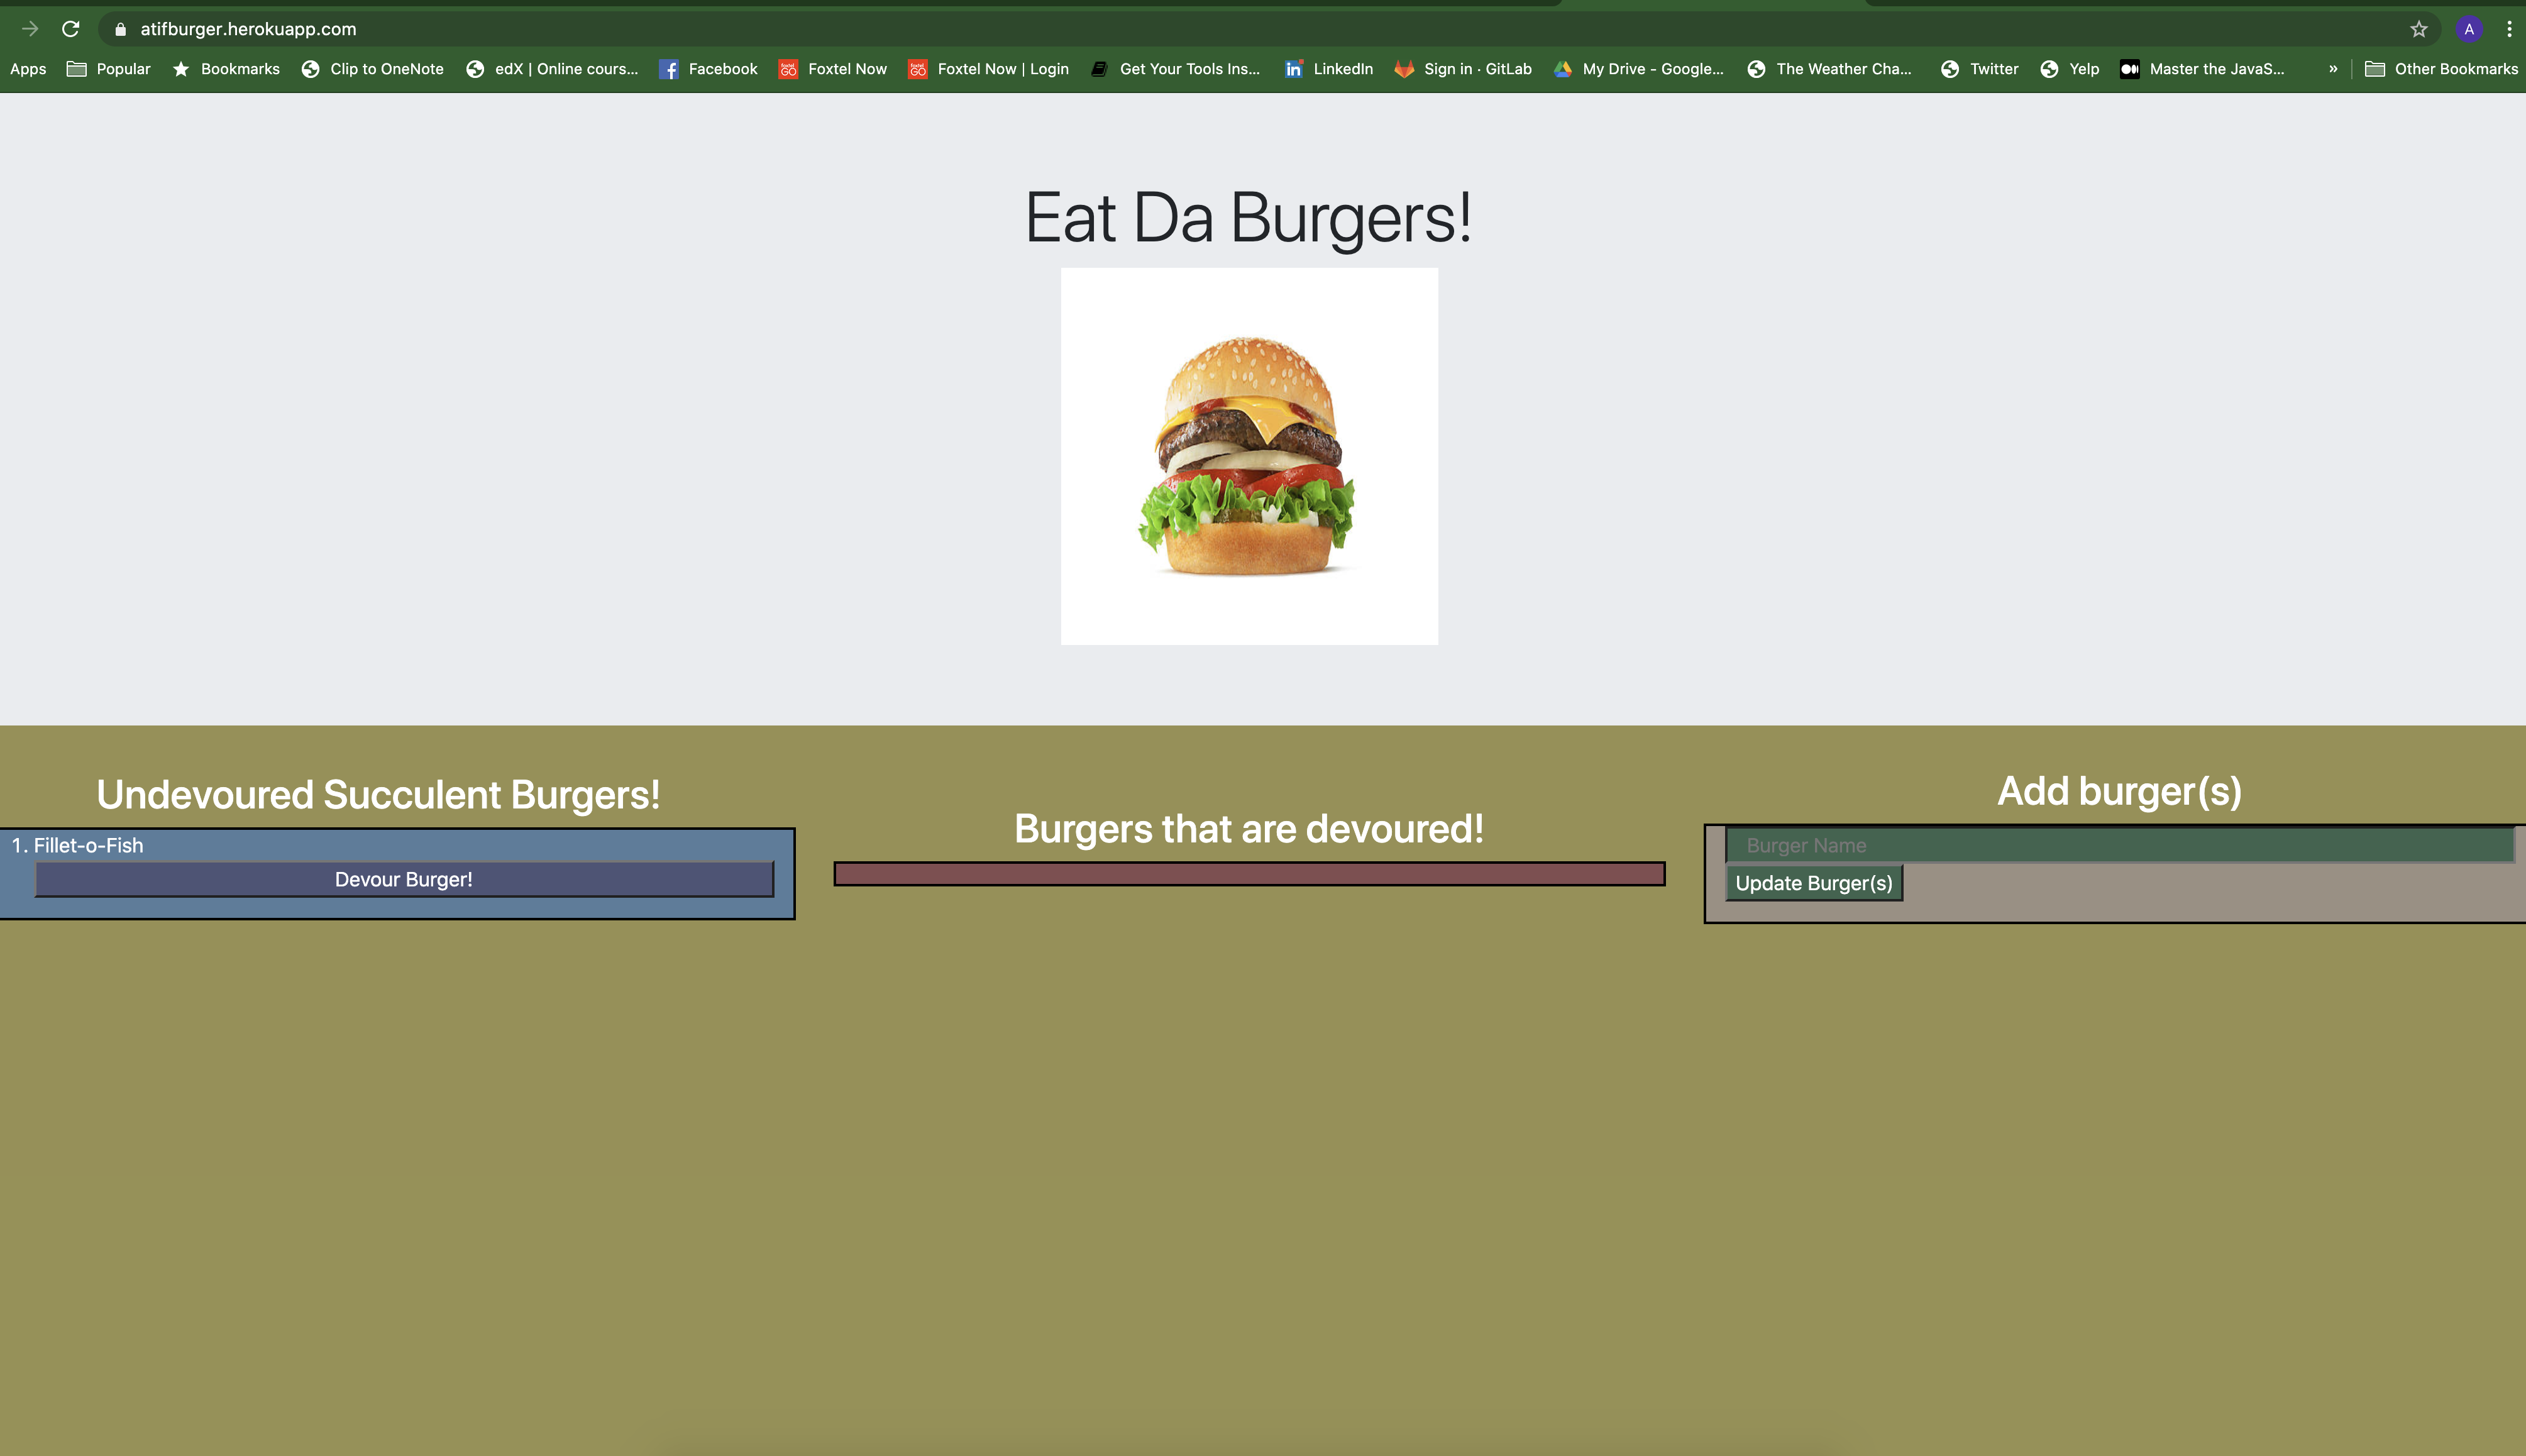 atifburger.herokuapp.com
A
Apps Popular Bookmarks Clip to OneNote edX | Online cours... Facebook Foxtel Now Foxtel Now | Login Get Your Tools Ins... LinkedIn Sign in · GitLab My Drive - Google... The Weather Cha... Twitter Yelp Master the JavaS... » Other Bookmarks
Eat Da Burgers!
Undevoured Succulent Burgers!
1. Fillet-o-Fish
Devour Burger!
Burgers that are devoured!
Add burger(s)
Burger Name
Update Burger(s)